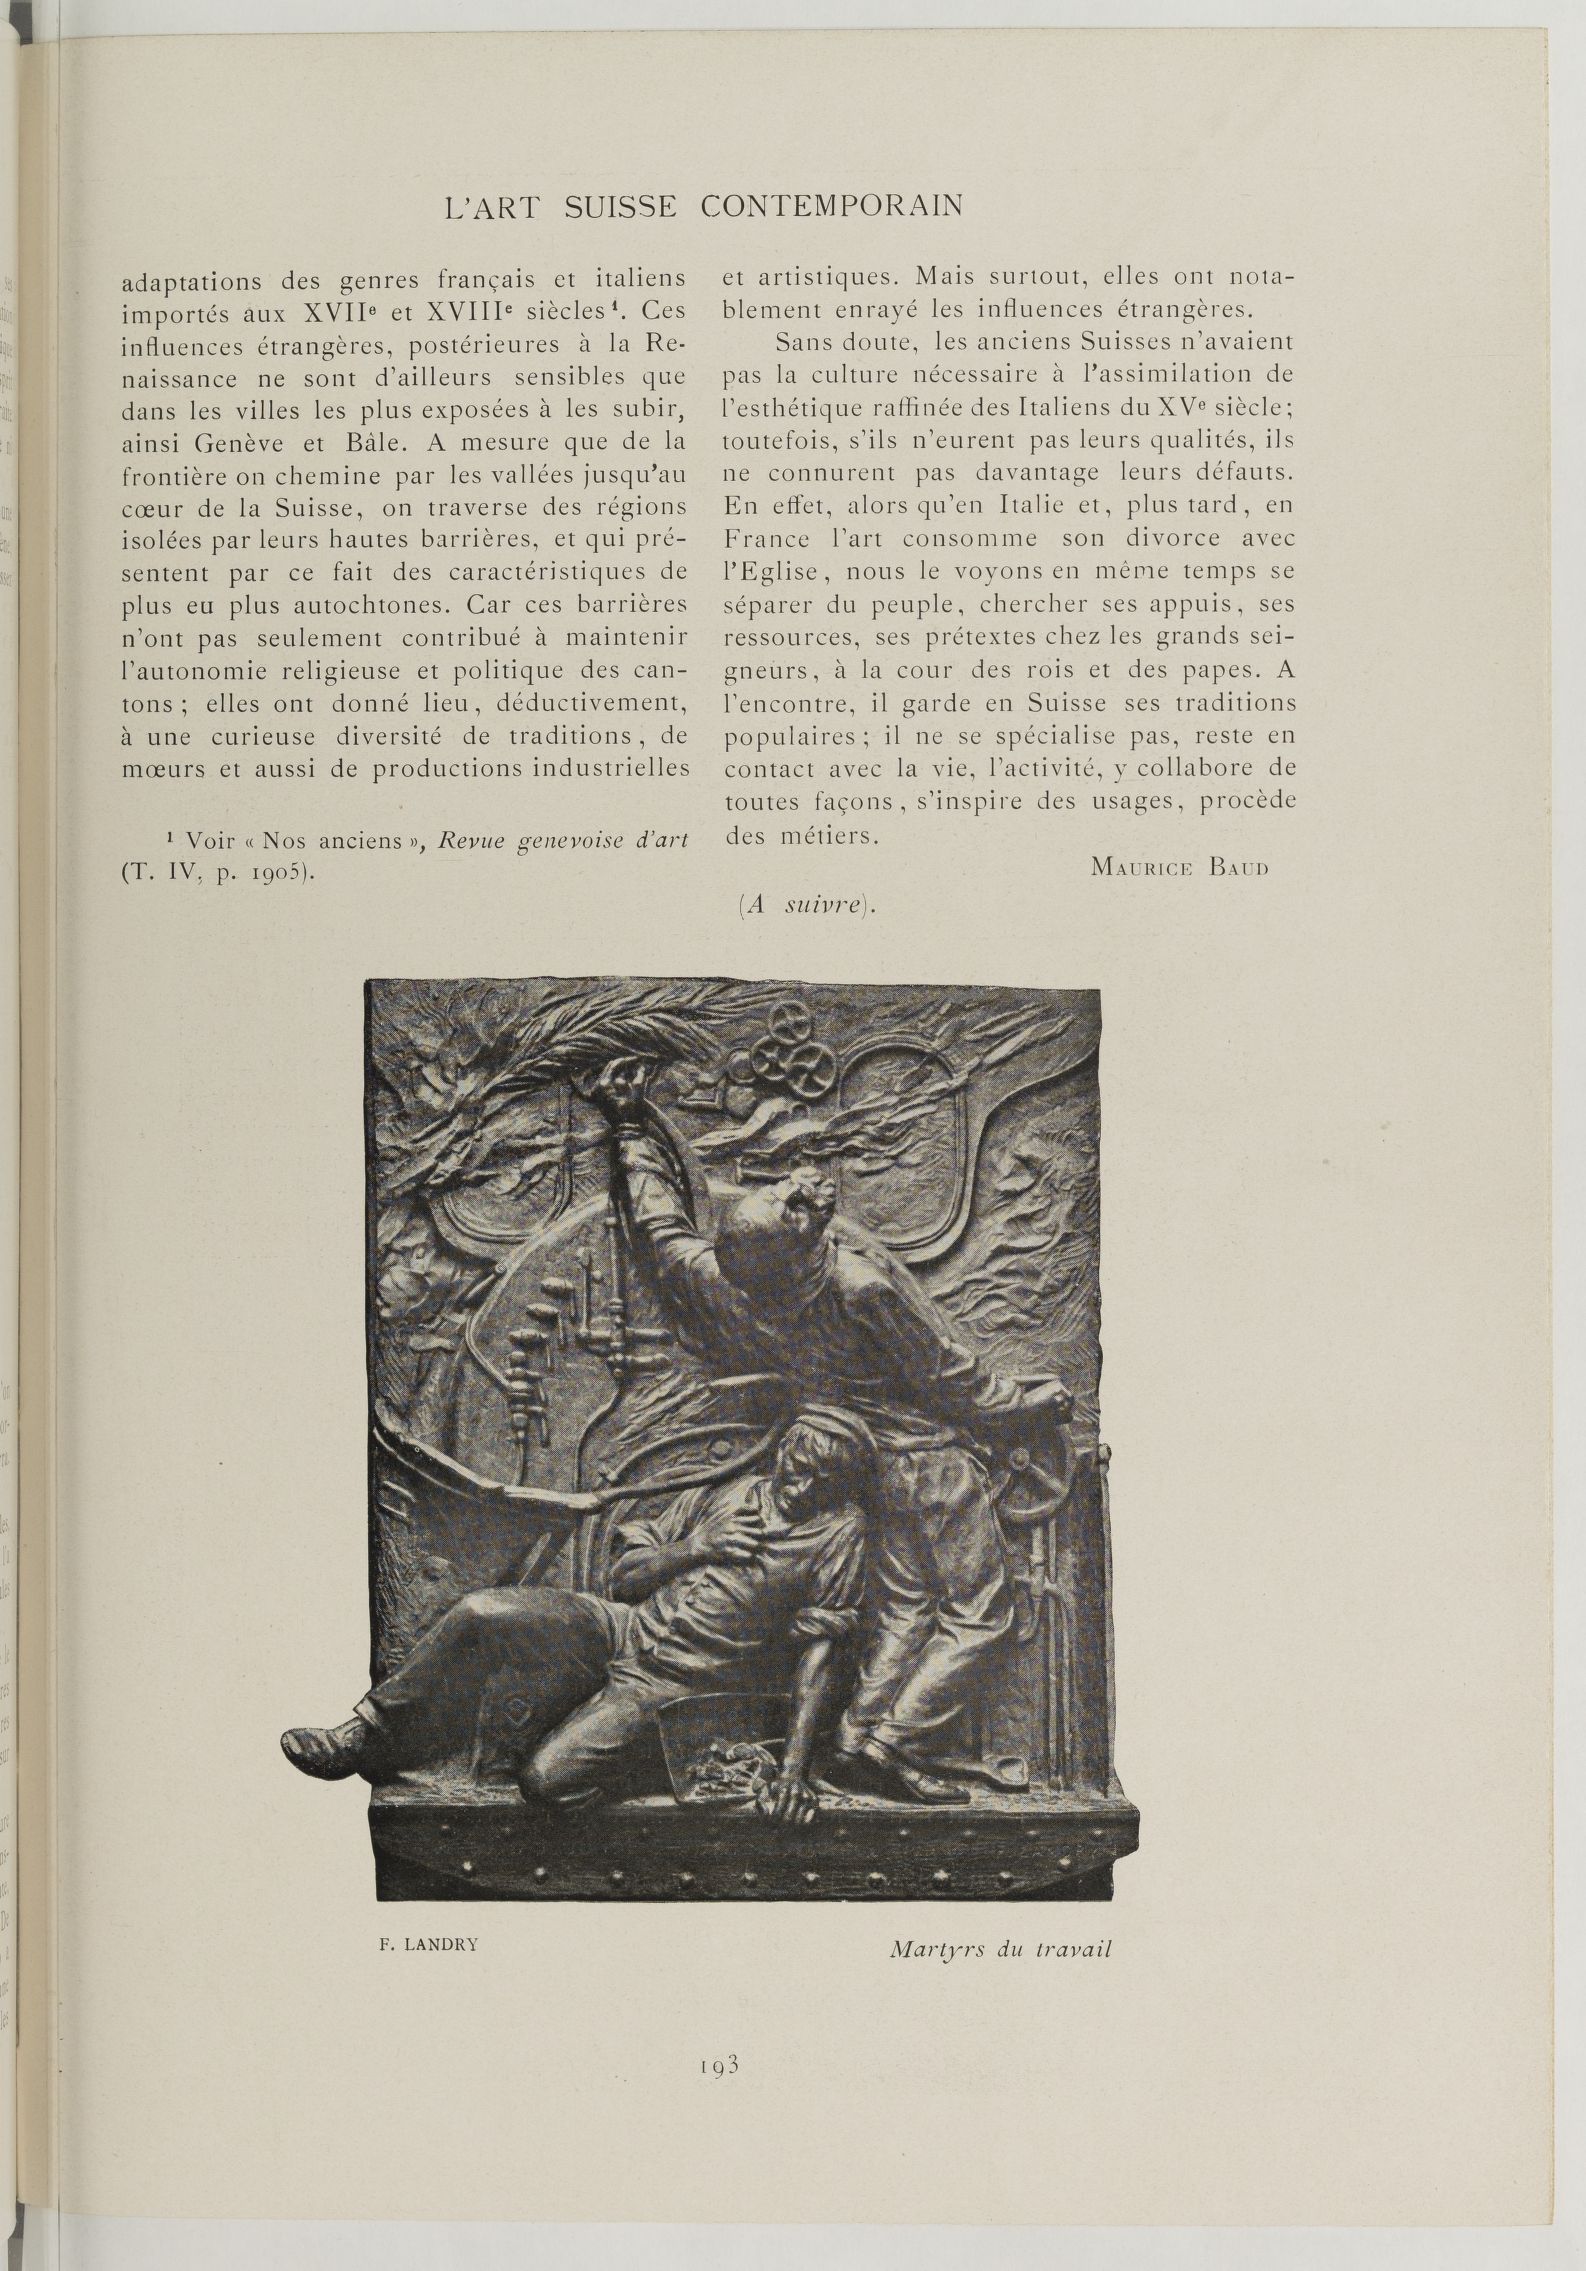 L'ART SUISSE CONTEMPORAIN
adaptations des genres français et italiens
importés aux XVIIe et XVIIIe siècles¹. Ces
influences étrangères, postérieures à la Re-
naissance ne sont d'ailleurs sensibles que
dans les villes les plus exposées à les subir,
ainsi Genève et Bâle. A mesure que de la
frontière on chemine par les vallées jusqu'au
cœur de la Suisse, on traverse des régions
isolées par leurs hautes barrières, et qui pré-
sentent par ce fait des caractéristiques de
plus eu plus autochtones. Car ces barrières
n'ont pas seulement contribué à maintenir
l'autonomie religieuse et politique des can-
tons ; elles ont donné lieu, déductivement,
à une curieuse diversité de traditions, de
mœurs et aussi de productions industrielles
¹ Voir « Nos anciens », Revue genevoise d'art
(T. IV, p. 1905).
et artistiques. Mais surtout, elles ont nota-
blement enrayé les influences étrangères.
Sans doute, les anciens Suisses n'avaient
pas la culture nécessaire à l'assimilation de
l'esthétique raffinée des Italiens du XVe siècle;
toutefois, s'ils n'eurent pas leurs qualités, ils
ne connurent pas davantage leurs défauts.
En effet, alors qu'en Italie et, plus tard, en
France l'art consomme son divorce avec
l'Eglise, nous le voyons en même temps se
séparer du peuple, chercher ses appuis, ses
ressources, ses prétextes chez les grands sei-
gneurs, à la cour des rois et des papes. A
l'encontre, il garde en Suisse ses traditions
populaires ; il ne se spécialise pas, reste en
contact avec la vie, l'activité, y collabore de
toutes façons, s'inspire des usages, procède
des métiers.
MAURICE BAUD
(A suivre).
F. LANDRY
Martyrs du travail
193